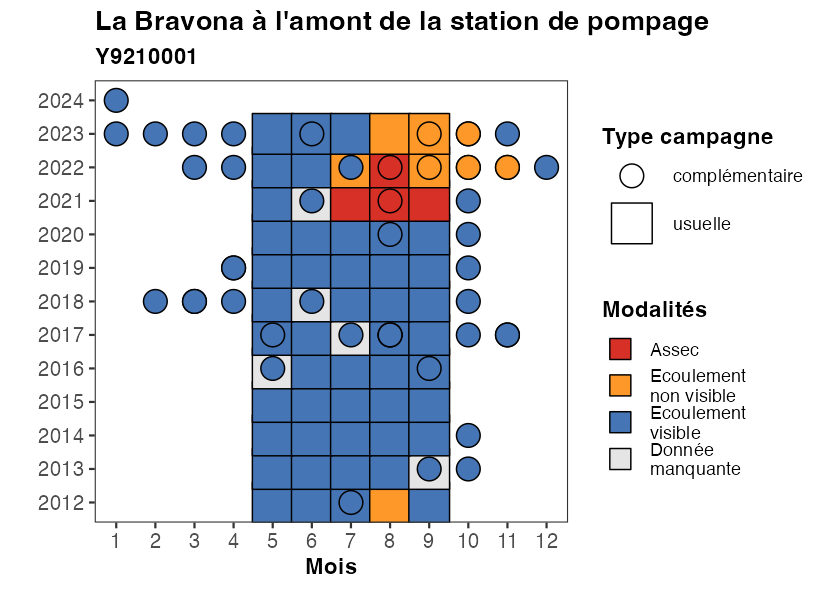 La Bravona à l'amont de la station de pompage
Y9210001
2024
2023
2022
2021
2020
2019
2018
2017
2016
2015
2014
2013
2012
1 2 3 4 5 6 7 8 9 10 11 12
Mois
Type campagne
complémentaire
usuelle
Modalités
Assec
Ecoulement
non visible
Ecoulement
visible
Donnée
manquante